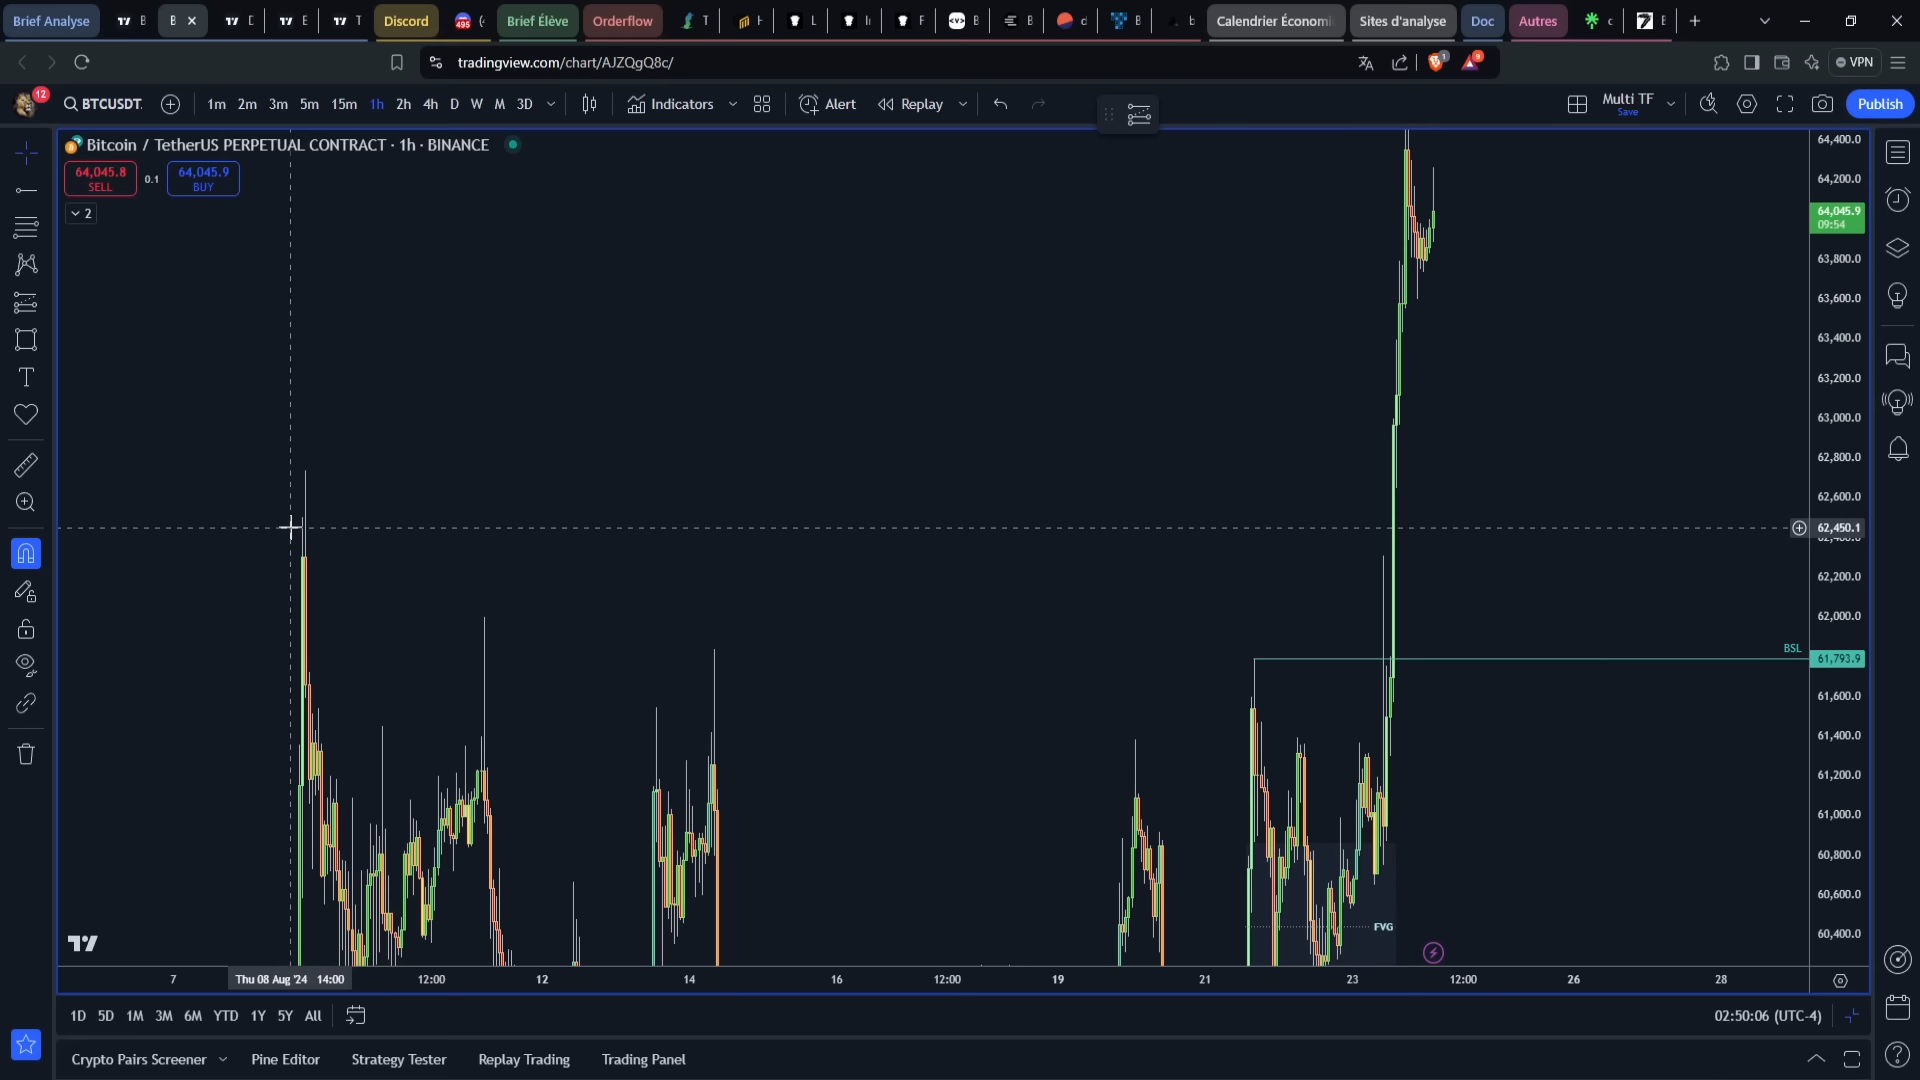 Brief Analyse
B
B
D
E
T
Discord
495
(
Brief Élève
Orderflow
T
H
L
I
F
B
B
d
B
b
Calendrier Économi
Sites d'analyse
Doc
Autres
c
E
tradingview.com/chart/AJZQgQ8c/
1
9
VPN
12
BTCUSDT.
1m 2m 3m 5m 15m 1h 2h 4h D W M 3D
Indicators
Alert
Replay
Multi TF
Save
Publish
Bitcoin / TetherUS PERPETUAL CONTRACT · 1h · BINANCE
64,045.8
SELL
0.1
64,045.9
BUY
2
64,400.0
64,200.0
64,045.9
09:54
63,800.0
63,600.0
63,400.0
63,200.0
63,000.0
62,800.0
62,600.0
62,450.1
62,200.0
62,000.0
BSL
61,793.9
61,600.0
61,400.0
61,200.0
61,000.0
60,800.0
60,600.0
60,400.0
FVG
7
Thu 08 Aug '24 14:00
12:00
12
14
16
12:00
19
21
23
12:00
26
28
1D 5D 1M 3M 6M YTD 1Y 5Y All
02:50:06 (UTC-4)
Crypto Pairs Screener
Pine Editor
Strategy Tester
Replay Trading
Trading Panel